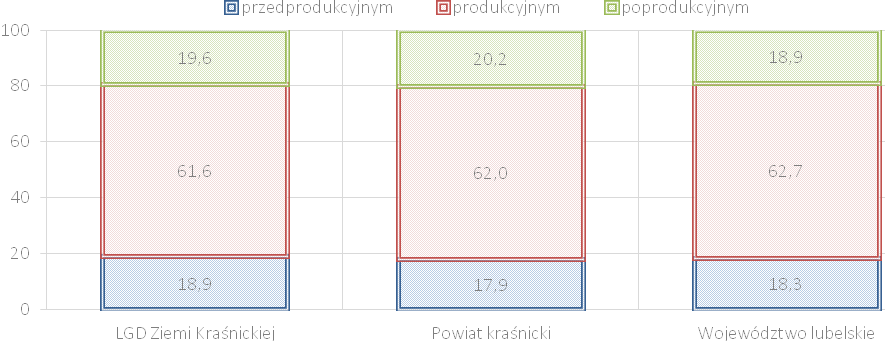 przedprodukcyjnym produkcyjnym poprodukcyjnym
100
19,6 20,2 18,9
80
60
61,6 62,0 62,7
40
20
18,9 17,9 18,3
0
LGD Ziemi Kraśnickiej Powiat kraśnicki Województwo lubelskie